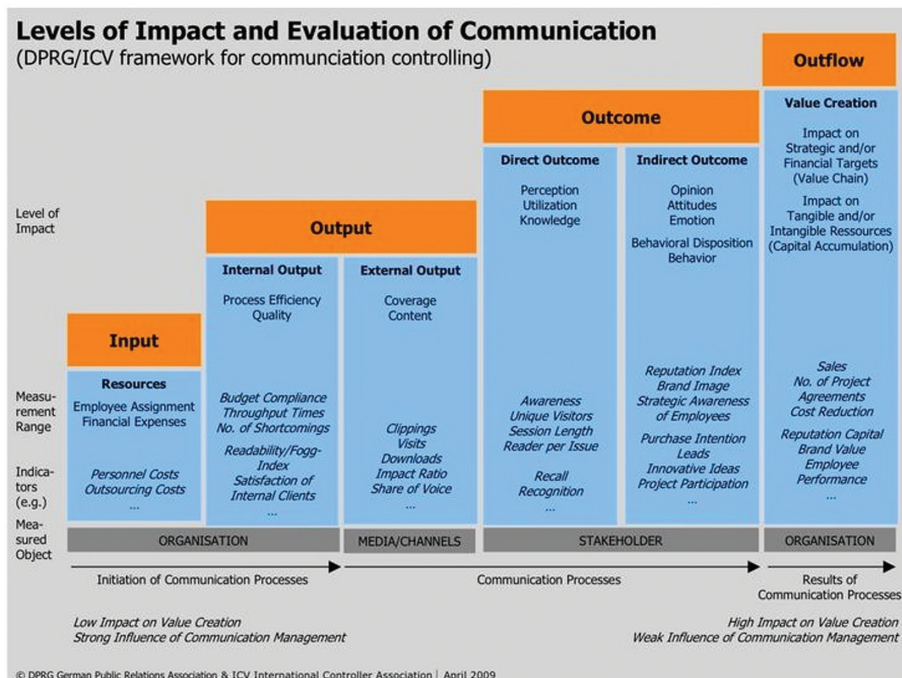 Levels of Impact and Evaluation of Communication
(DPRG/ICV framework for communciation controlling)
Outflow
Value Creation
Impact on
Strategic and/or
Financial Targets
(Value Chain)
Impact on
Tangible and/or
Intangible Ressources
(Capital Accumulation)
Outcome
Direct Outcome
Perception
Utilization
Knowledge
Indirect Outcome
Opinion
Attitudes
Emotion
Behavioral Disposition
Behavior
Level of
Impact
Output
Internal Output
Process Efficiency
Quality
External Output
Coverage
Content
Input
Resources
Employee Assignment
Financial Expenses
Measure-
ment
Range
Budget Compliance
Throughput Times
No. of Shortcomings
Readability/Fogg-
Index
Satisfaction of
Internal Clients
...
Clippings
Visits
Downloads
Impact Ratio
Share of Voice
...
Awareness
Unique Visitors
Session Length
Reader per Issue
Recall
Recognition
...
Reputation Index
Brand Image
Strategic Awareness
of Employees
Purchase Intention
Leads
Innovative Ideas
Project Participation
...
Sales
No. of Project
Agreements
Cost Reduction
Reputation Capital
Brand Value
Employee
Performance
...
Indica-
tors
(e.g.)
Personnel Costs
Outsourcing Costs
...
Mea-
sured
Object
ORGANISATION
MEDIA/CHANNELS
STAKEHOLDER
ORGANISATION
Initiation of Communication Processes
Communication Processes
Results of
Communication Processes
Low Impact on Value Creation
Strong Influence of Communication Management
High Impact on Value Creation
Weak Influence of Communication Management
© DPRG German Public Relations Association & ICV International Controller Association | April 2009